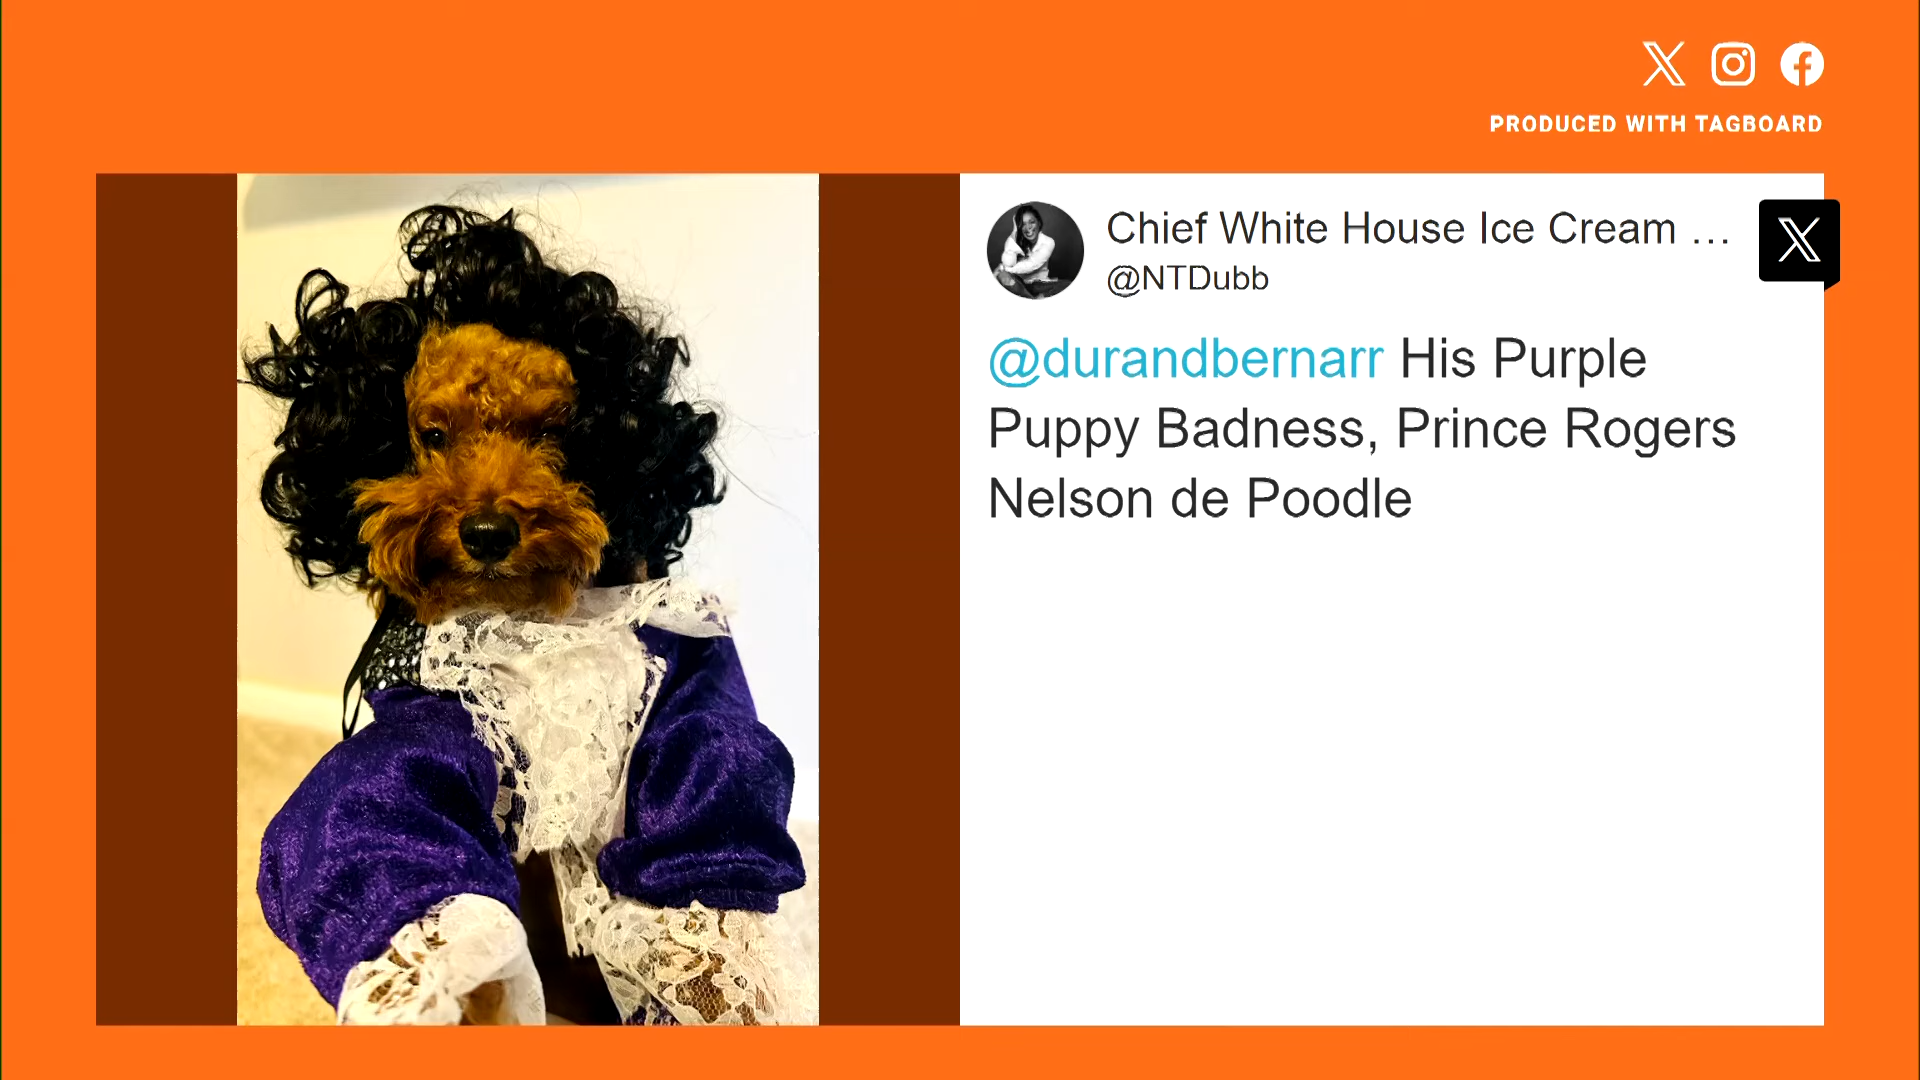 PRODUCED WITH TAGBOARD
Chief White House Ice Cream ...
@NTDubb
@durandbernarr His Purple
Puppy Badness, Prince Rogers
Nelson de Poodle